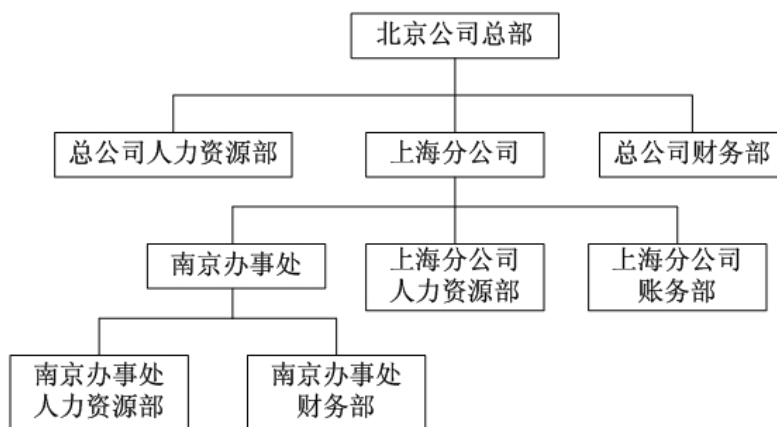 北京公司总部
总公司人力资源部
上海分公司
总公司财务部
南京办事处
上海分公司
人力资源部
上海分公司
账务部
南京办事处
人力资源部
南京办事处
财务部